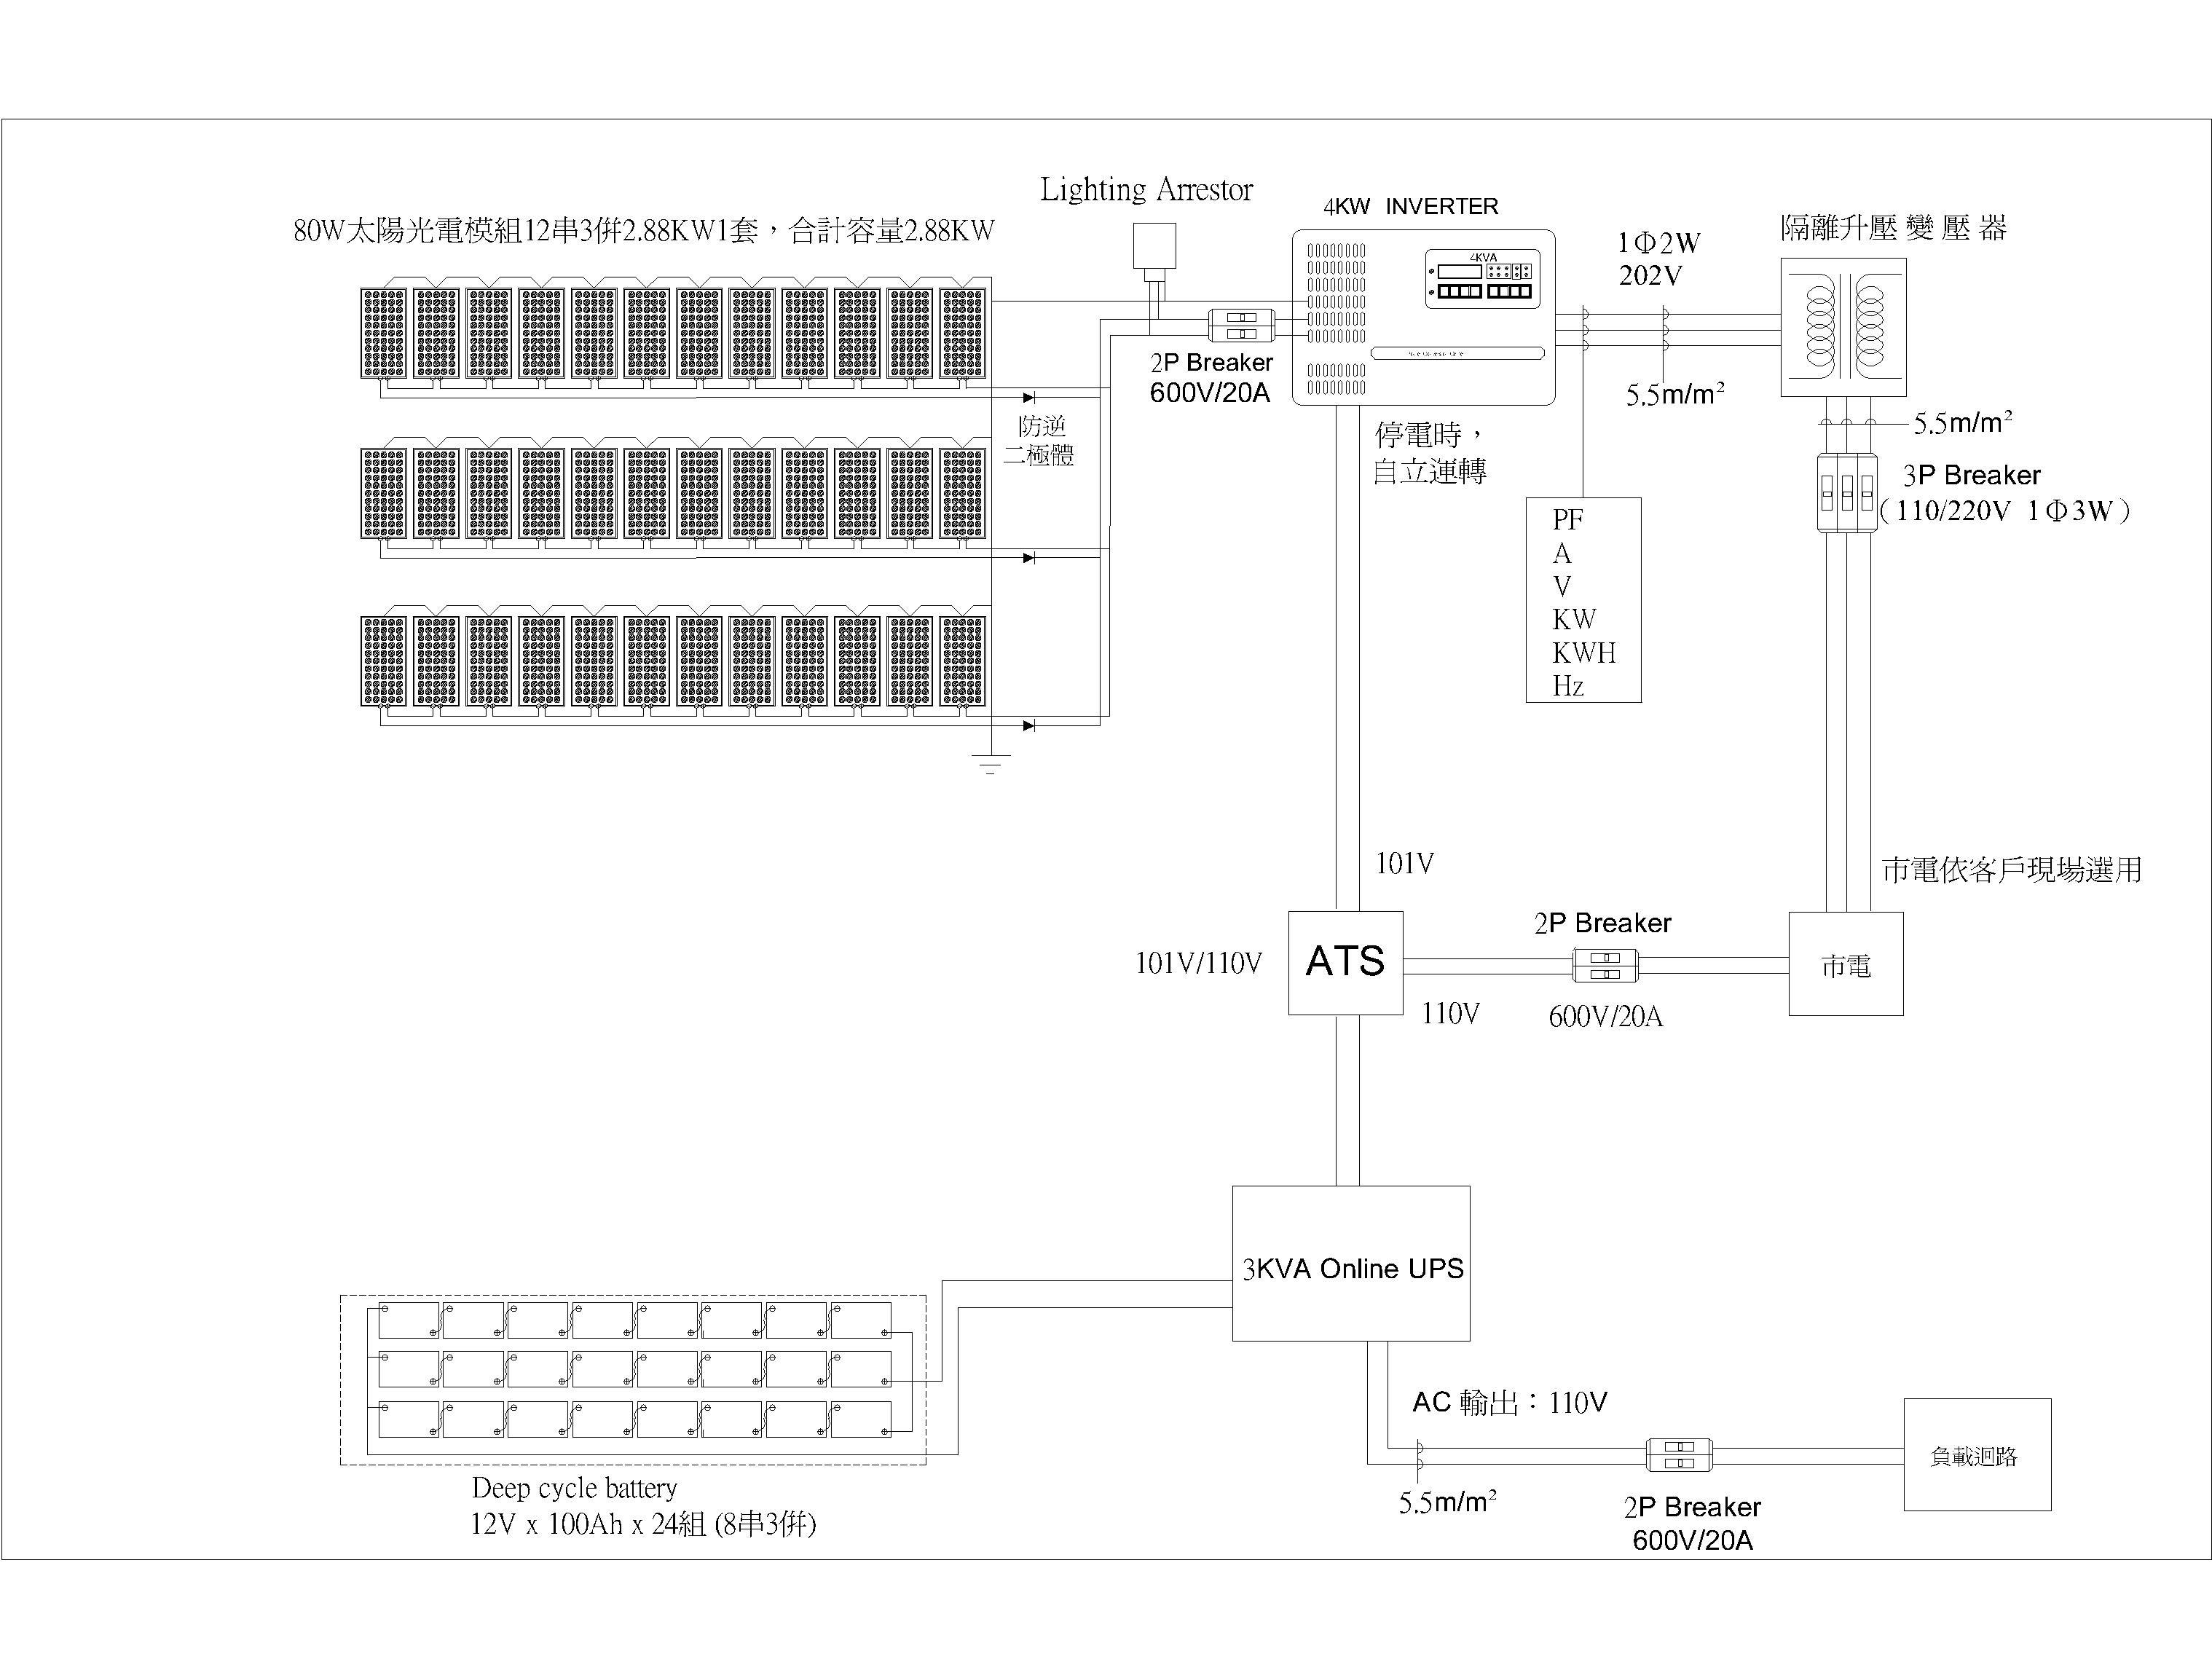 Lighting Arrestor
4KW INVERTER
80W太陽光電模組12串3併2.88KW1套，合計容量2.88KW
隔離升壓變壓器
1Φ2W
202V
4KVA
2P Breaker
600V/20A
5.5m/m²
5.5m/m²
防逆
二極體
停電時，
自立運轉
3P Breaker
(110/220V 1Φ3W)
PF
A
V
KW
KWH
Hz
101V
市電依客戶現場選用
2P Breaker
101V/110V
ATS
市電
110V
600V/20A
3KVA Online UPS
AC 輸出：110V
負載迴路
Deep cycle battery
12V x 100Ah x 24組 (8串3併)
5.5m/m²
2P Breaker
600V/20A